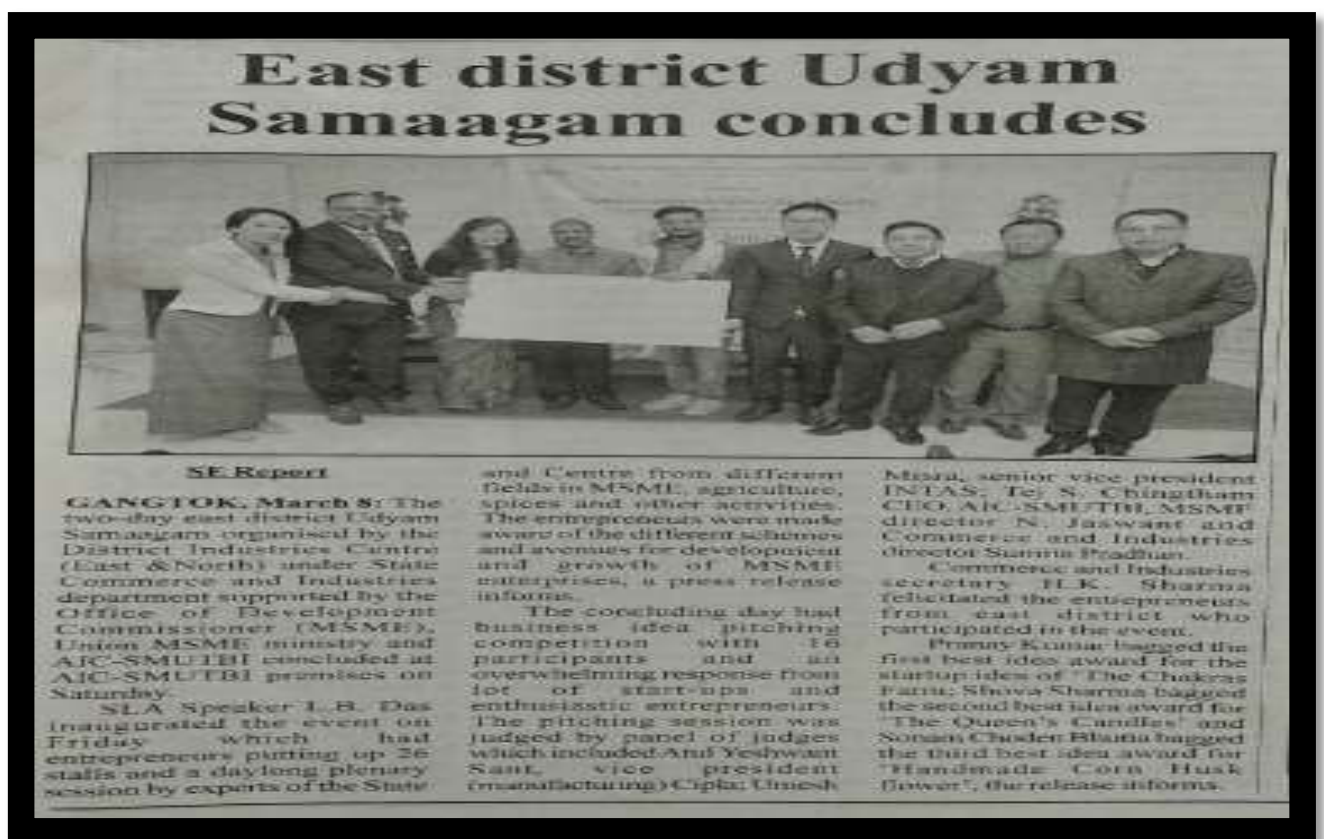 East district Udyam
Samaagam concludes
SE Report
GANGTOK, March 8: The
two-day east district Udyam
Samaagam organised by the
District Industries Centre
(East &North) under State
Commerce and Industries
department supported by the
Office of Development
Commissioner (MSME),
Union MSME ministry and
AIC-SMUTBI concluded at
AIC-SMUTBI premises on
Saturday.
SLA Speaker L.B. Das
inaugurated the event on
Friday which had
entrepreneurs putting up 26
stalls and a daylong plenary
session by experts of the State
and Centre from different
fields in MSME, agriculture,
spices and other activities.
The entrepreneurs were made
aware of the different schemes
and avenues for development
and growth of MSME
enterprises, a press release
informs.
The concluding day had
business idea pitching
competition with 16
participants and an
overwhelming response from
lot of start-ups and
enthusiastic entrepreneurs.
The pitching session was
judged by panel of judges
which included Atul Yeshwant
Sant, vice president
(manufacturing) Cipla; Umesh
Misra, senior vice president
INTAS; Tej S. Chingtham
CEO AIC-SMUTBI, MSME
director N. Jaswant and
Commerce and Industries
director Sumna Pradhan.
Commerce and Industries
secretary H.K. Sharma
felicitated the entrepreneurs
from east district who
participated in the event.
Pranay Kumar bagged the
first best idea award for the
startup idea of 'The Chakras
Farm; Shova Sharma bagged
the second best idea award for
'The Queen's Candles' and
Sonam Choden Bhutia bagged
the third best idea award for
'Handmade Corn Husk
flower', the release informs.